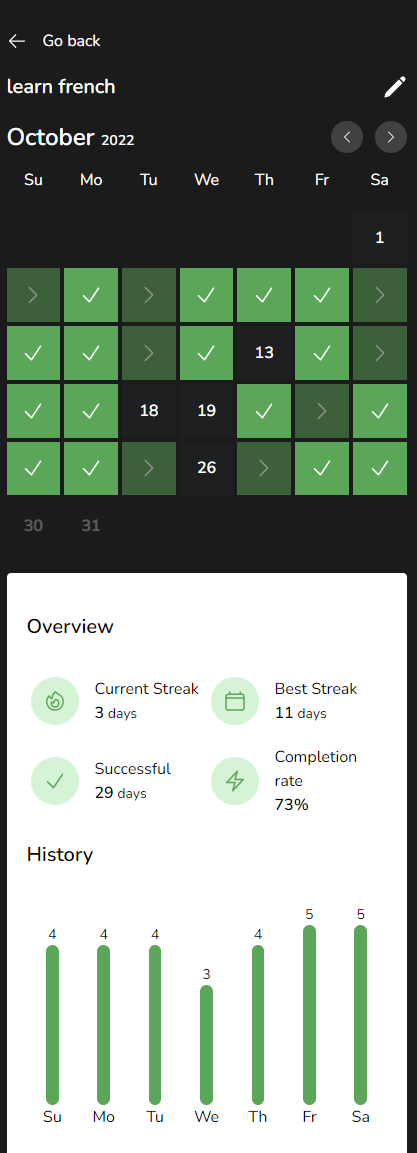 Go back
learn french
October 2022
Su Mo Tu We Th Fr Sa
1
13
18 19
26
30 31
Overview
Current Streak
3 days
Best Streak
11 days
Successful
29 days
Completion
rate
73%
History
4 4 4 3 4 5 5
Su Mo Tu We Th Fr Sa